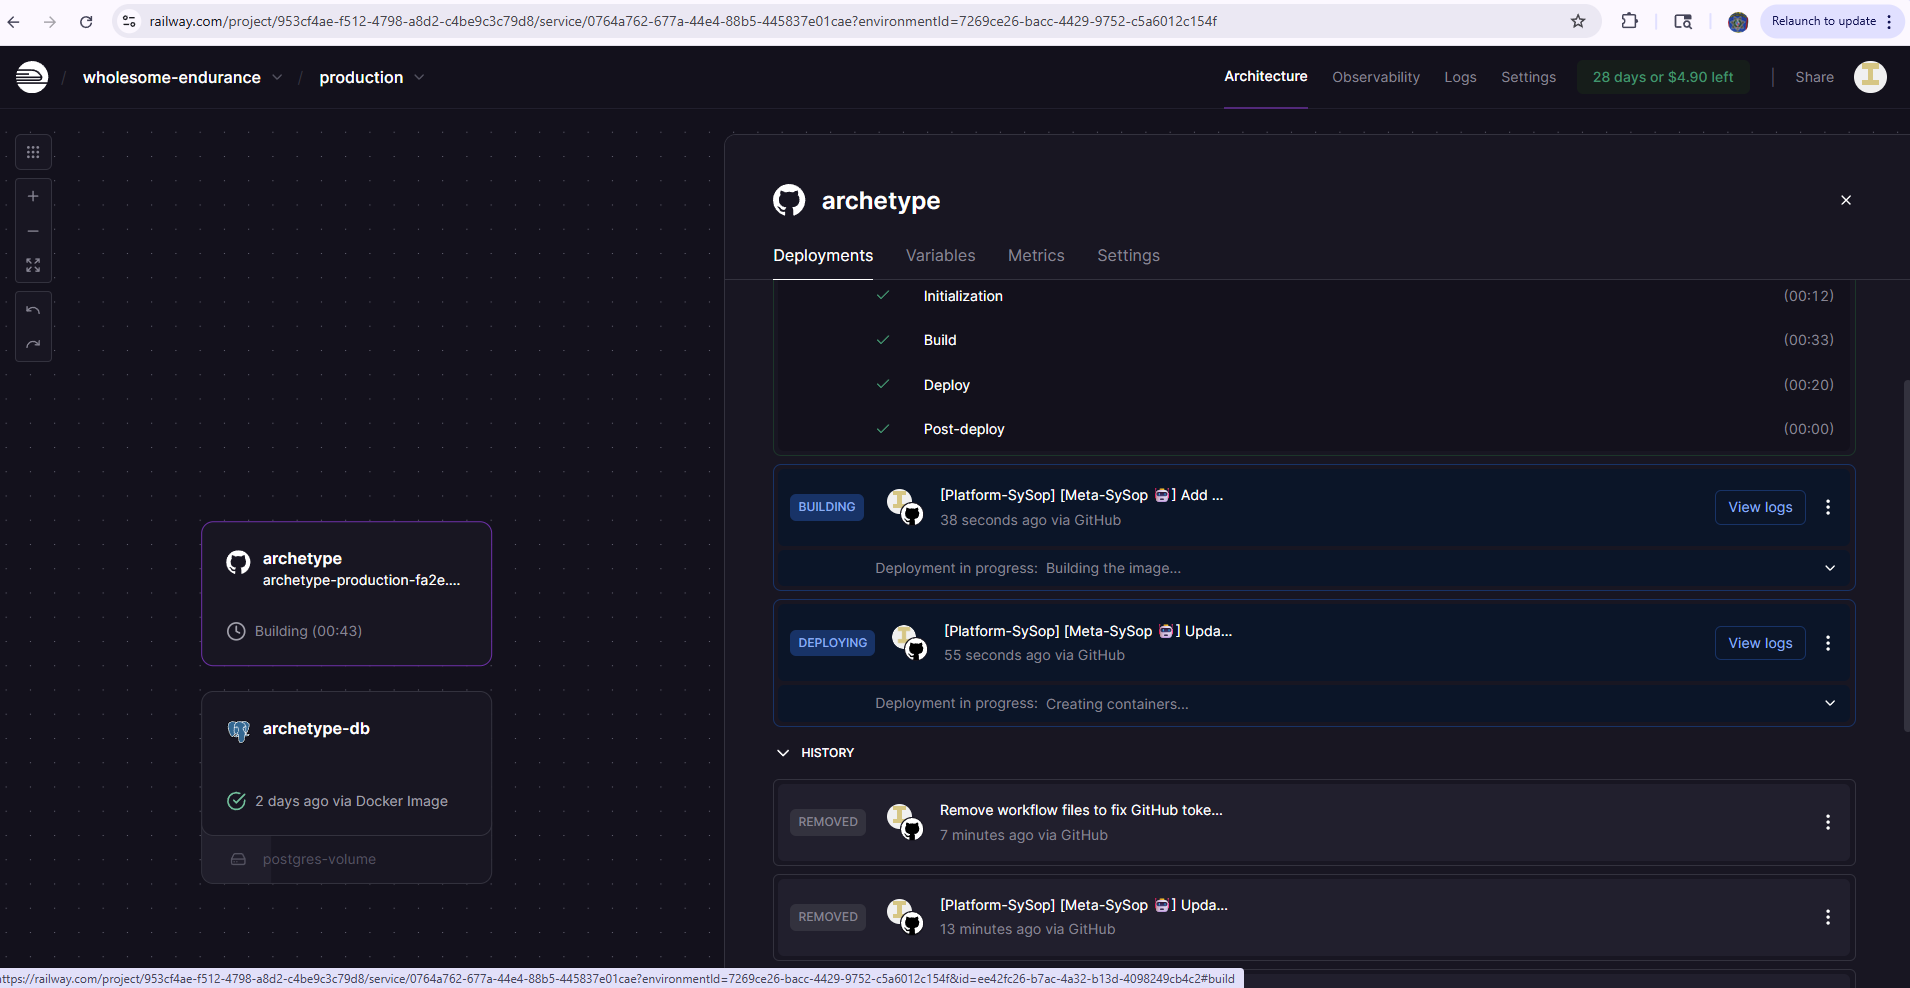 railway.com/project/953cf4ae-f512-4798-a8d2-c4be9c3c79d8/service/0764a762-677a-44e4-88b5-445837e01cae?environmentId=7269ce26-bacc-4429-9752-c5a6012c154f
Relaunch to update
/ wholesome-endurance / production
Architecture Observability Logs Settings 28 days or $4.90 left Share
archetype
Deployments Variables Metrics Settings
Initialization (00:12)
Build (00:33)
Deploy (00:20)
Post-deploy (00:00)
BUILDING [Platform-SySop] [Meta-SySop 🤖] Add ... View logs
38 seconds ago via GitHub
Deployment in progress: Building the image...
DEPLOYING [Platform-SySop] [Meta-SySop 🤖] Upda... View logs
55 seconds ago via GitHub
Deployment in progress: Creating containers...
HISTORY
REMOVED Remove workflow files to fix GitHub toke...
7 minutes ago via GitHub
REMOVED [Platform-SySop] [Meta-SySop 🤖] Upda...
13 minutes ago via GitHub
archetype
archetype-production-fa2e....
Building (00:43)
archetype-db
2 days ago via Docker Image
postgres-volume
https://railway.com/project/953cf4ae-f512-4798-a8d2-c4be9c3c79d8/service/0764a762-677a-44e4-88b5-445837e01cae?environmentId=7269ce26-bacc-4429-9752-c5a6012c154f&id=ee42fc26-b7ac-4a32-b13d-4098249cb4c2#build